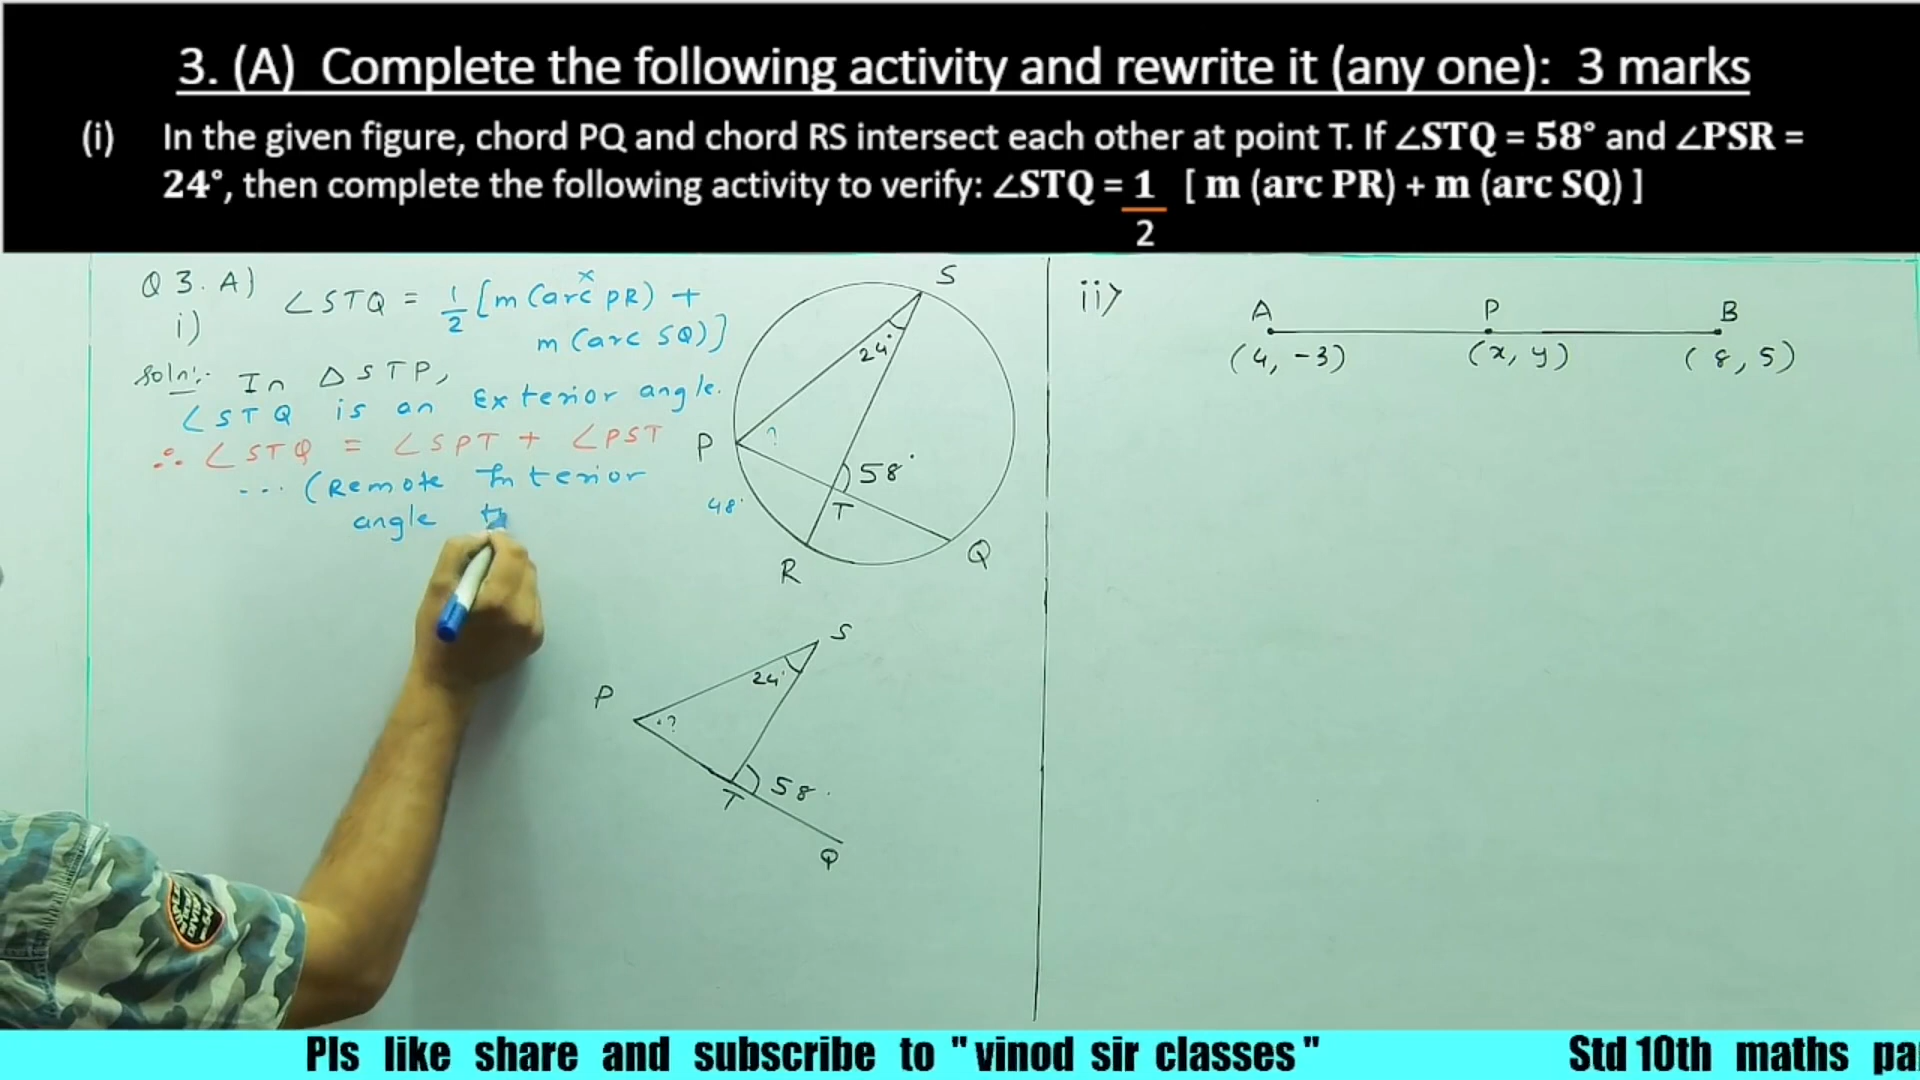 3. (A) Complete the following activity and rewrite it (any one): 3 marks
(i) In the given figure, chord PQ and chord RS intersect each other at point T. If ∠STQ = 58° and ∠PSR =
24°, then complete the following activity to verify: ∠STQ = 1/2 [ m (arc PR) + m (arc SQ) ]
Q 3. A)
i)
∠STQ = 1/2 [m (arc PR) +
x
m (arc SQ)]
Soln:- In △STP,
∠STQ is an Exterior angle.
∴ ∠STQ = ∠SPT + ∠PST
... (Remote Interior
angle
S
24°
P
?
58°
T
48°
R
Q
S
24°
P
?
T
58°
Q
ii)
A P B
(4, -3) (x, y) (8, 5)
Pls like share and subscribe to "vinod sir classes" Std 10th maths pa